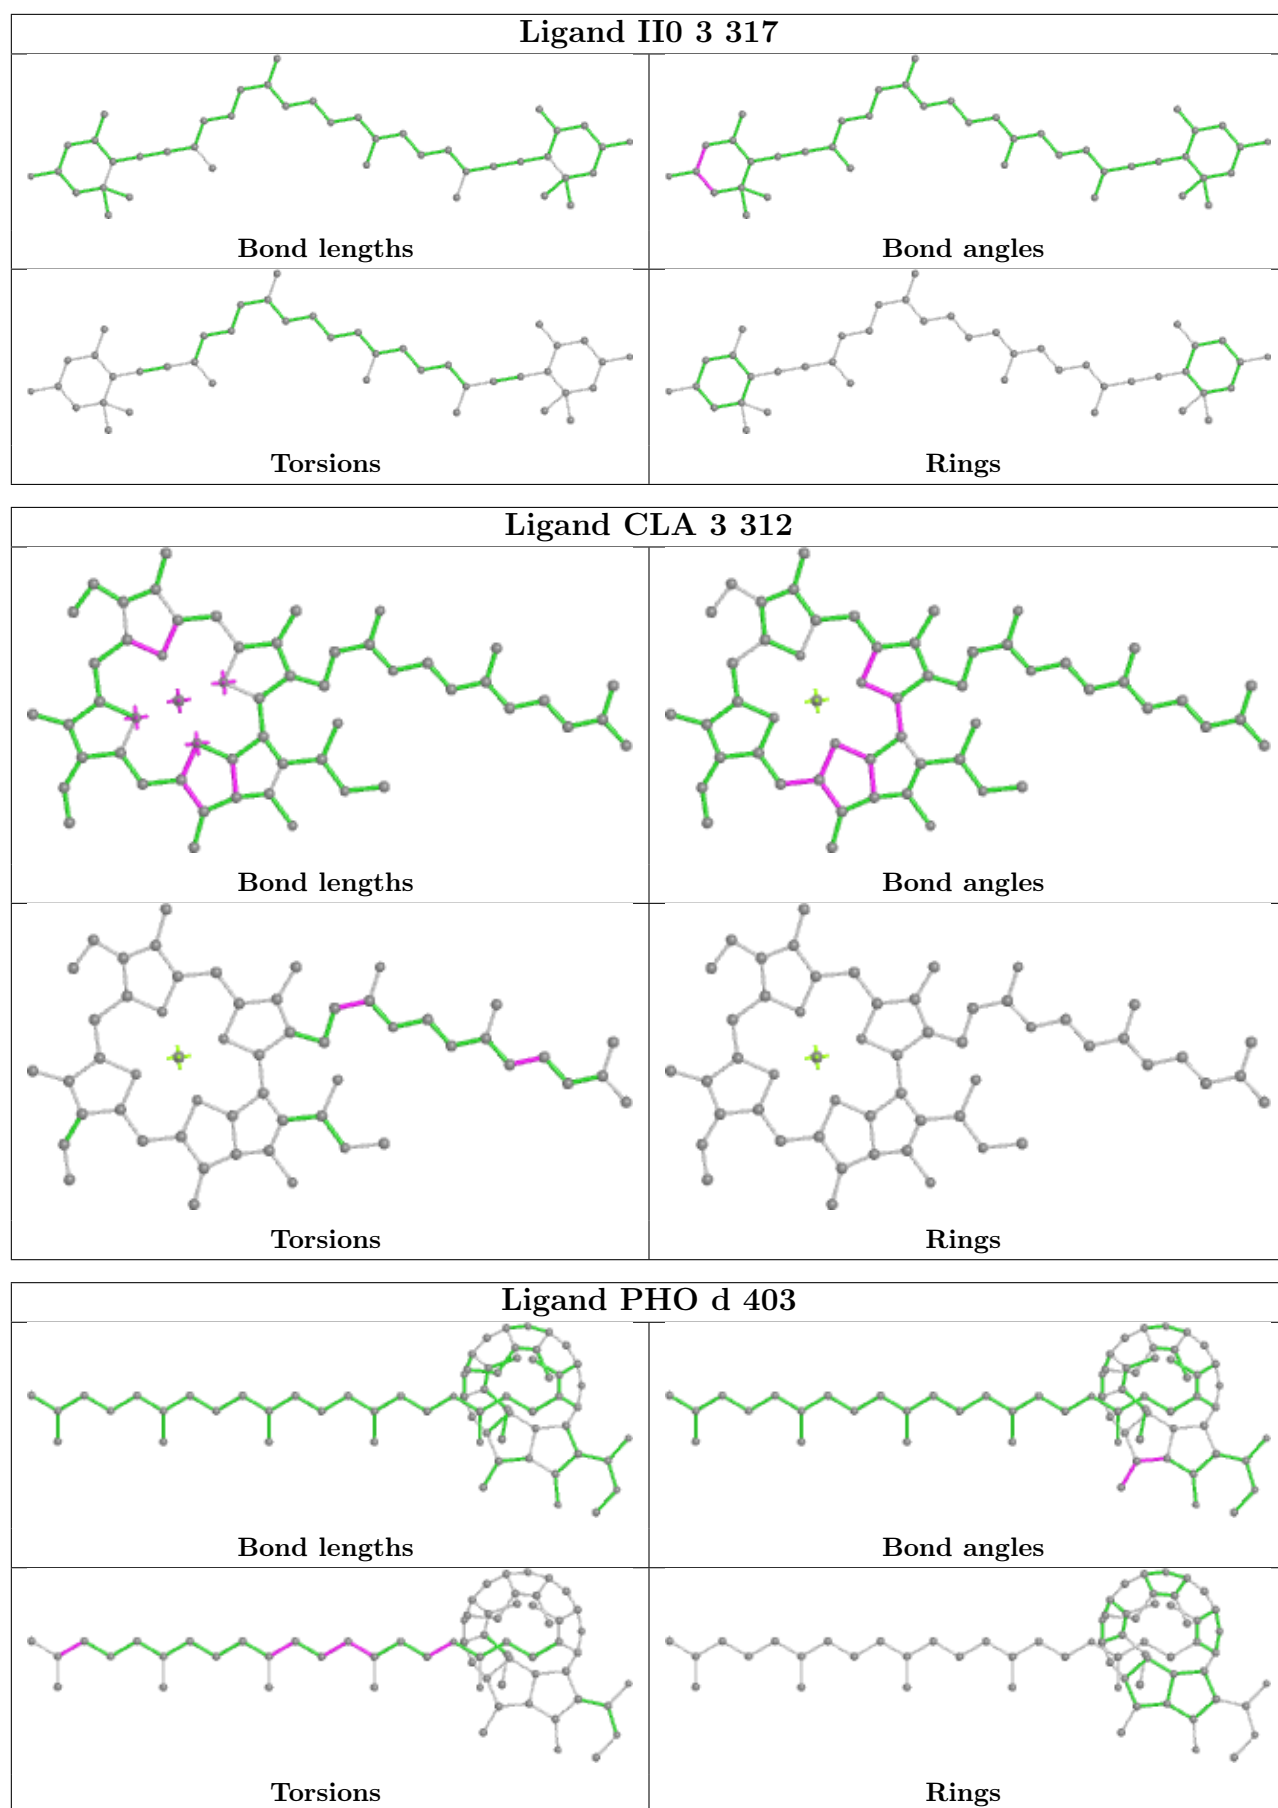 Ligand II0 3 317
Bond lengths
Bond angles
Torsions
Rings
Ligand CLA 3 312
Bond lengths
Bond angles
Torsions
Rings
Ligand PHO d 403
Bond lengths
Bond angles
Torsions
Rings